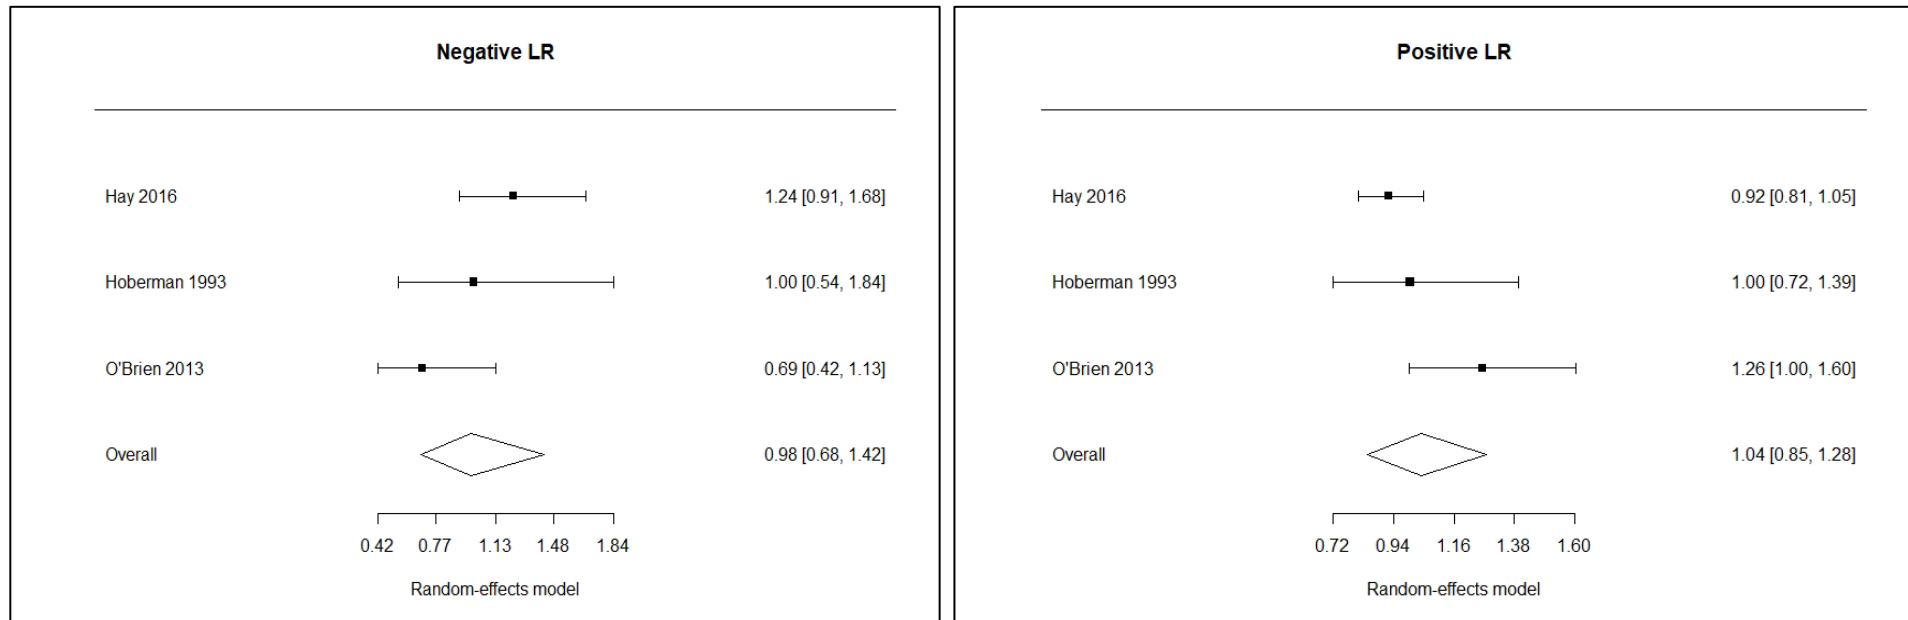 Negative LR
Hay 2016 1.24 [0.91, 1.68]
Hoberman 1993 1.00 [0.54, 1.84]
O'Brien 2013 0.69 [0.42, 1.13]
Overall 0.98 [0.68, 1.42]
0.42 0.77 1.13 1.48 1.84
Random-effects model
Positive LR
Hay 2016 0.92 [0.81, 1.05]
Hoberman 1993 1.00 [0.72, 1.39]
O'Brien 2013 1.26 [1.00, 1.60]
Overall 1.04 [0.85, 1.28]
0.72 0.94 1.16 1.38 1.60
Random-effects model